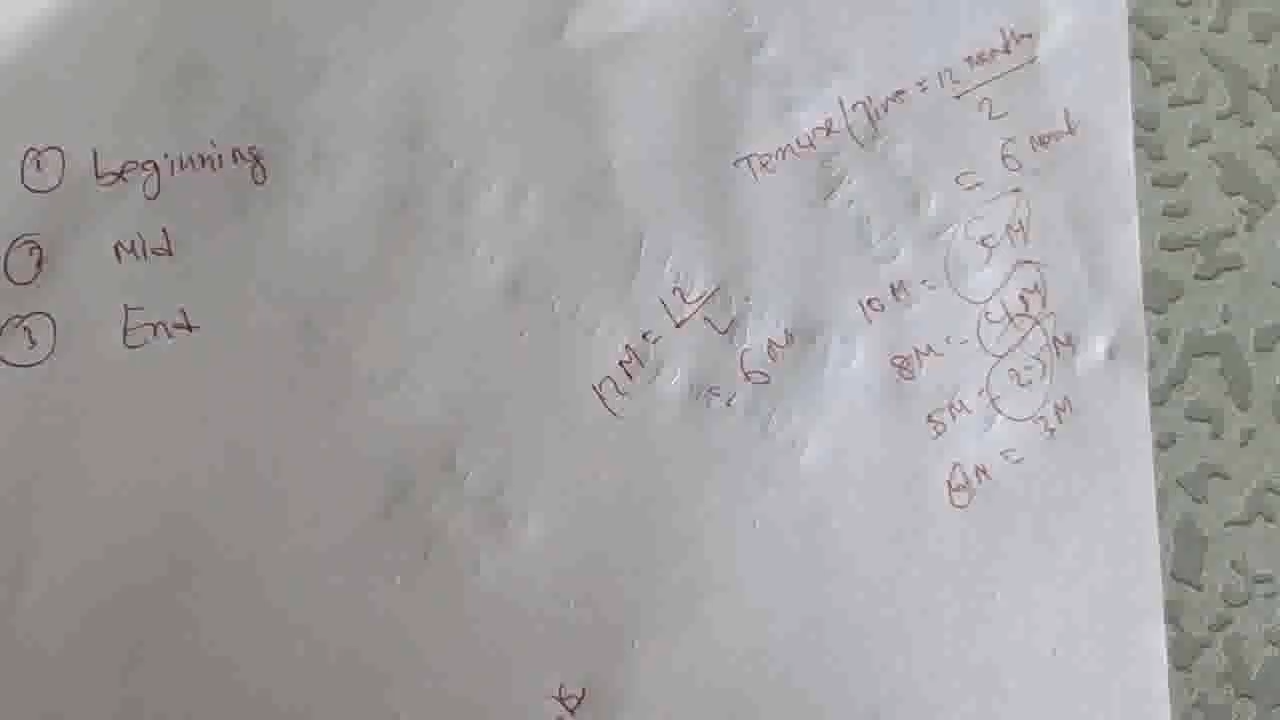 ① beginning
② Mid
③ End
Tenure/Time = 12 month
2
= 6 mont
10M = 5M
8M = 4M
5M = 2.5M
6M = 3M
12M = 12
2
= 6M